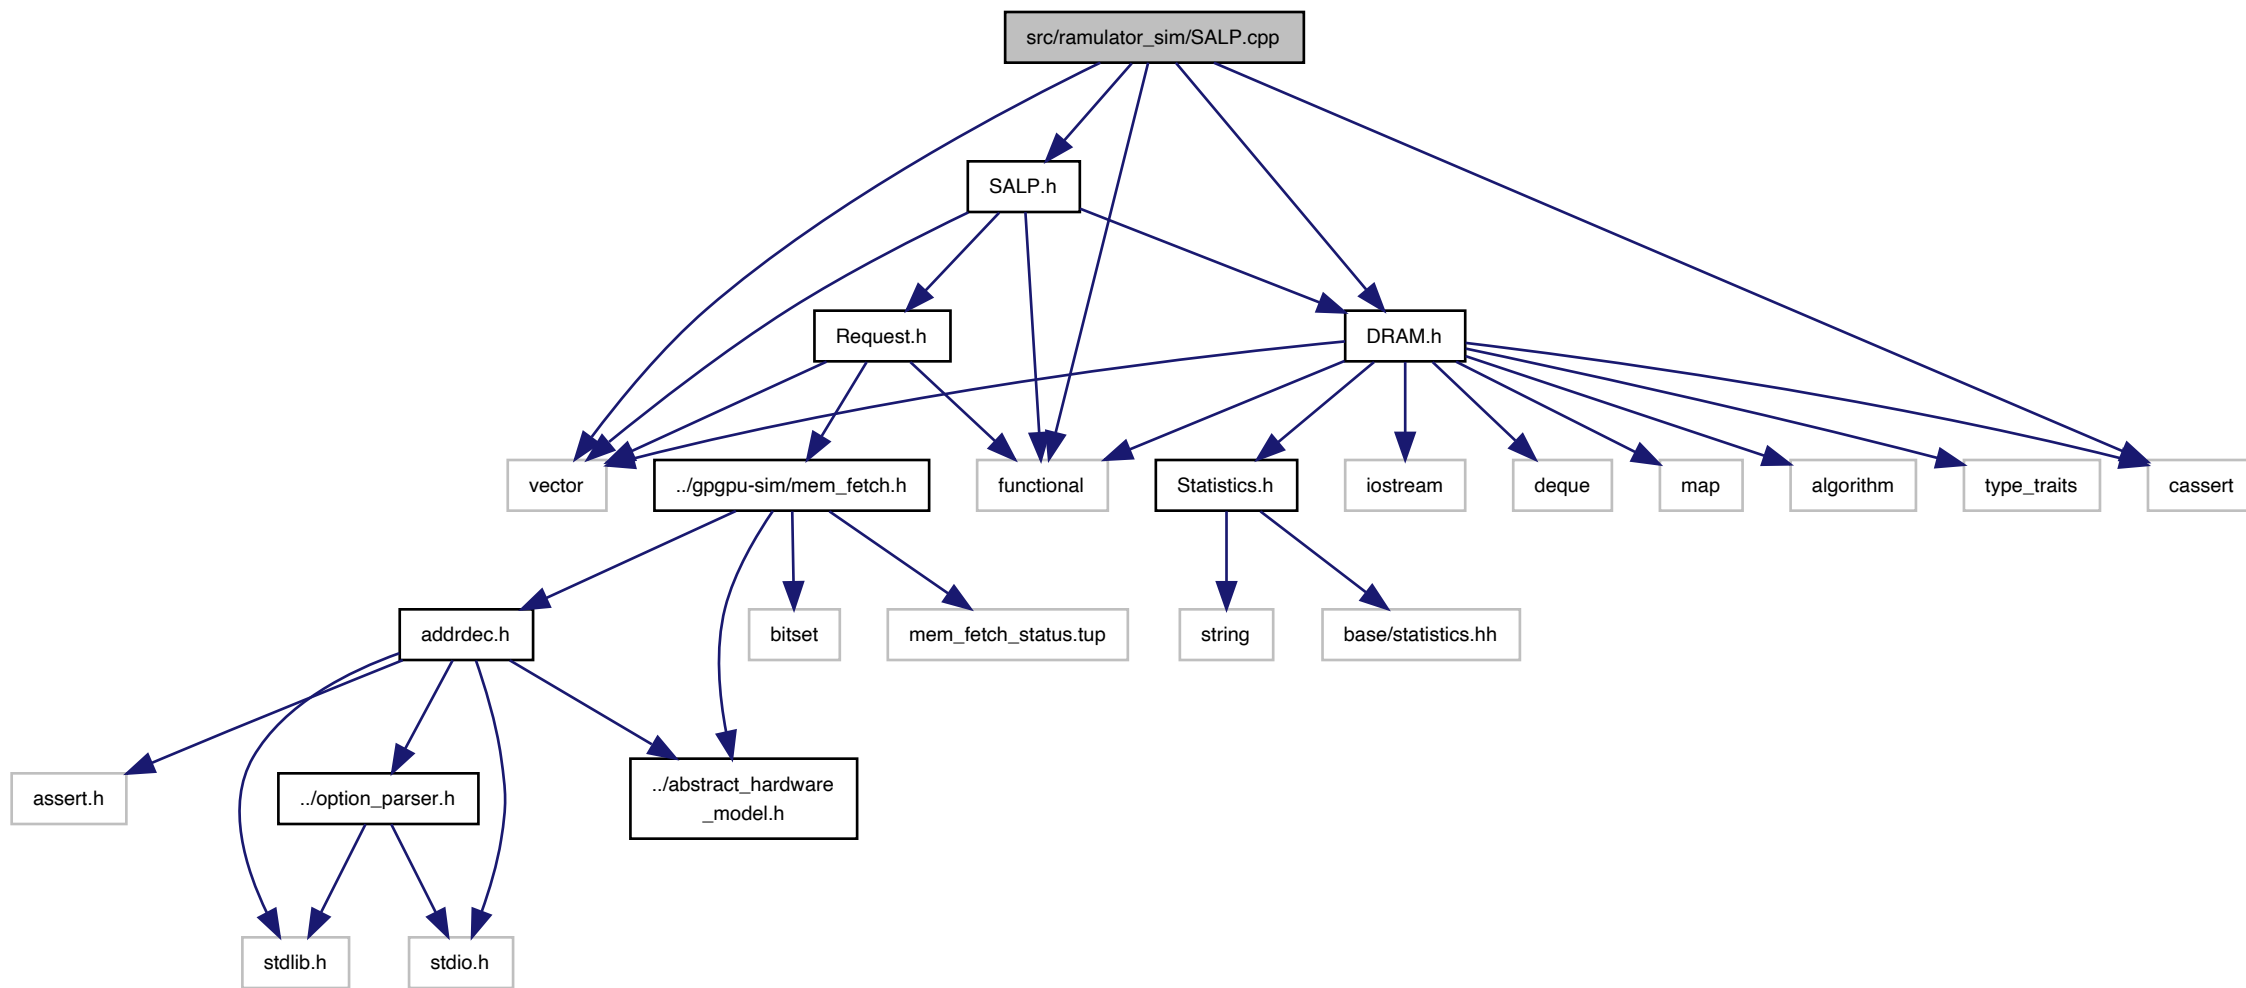 src/ramulator_sim/SALP.cpp
SALP.h
Request.h
DRAM.h
vector
../gpgpu-sim/mem_fetch.h
functional
Statistics.h
iostream
deque
map
algorithm
type_traits
cassert
addrdec.h
bitset
mem_fetch_status.tup
string
base/statistics.hh
assert.h
../option_parser.h
../abstract_hardware
_model.h
stdlib.h
stdio.h